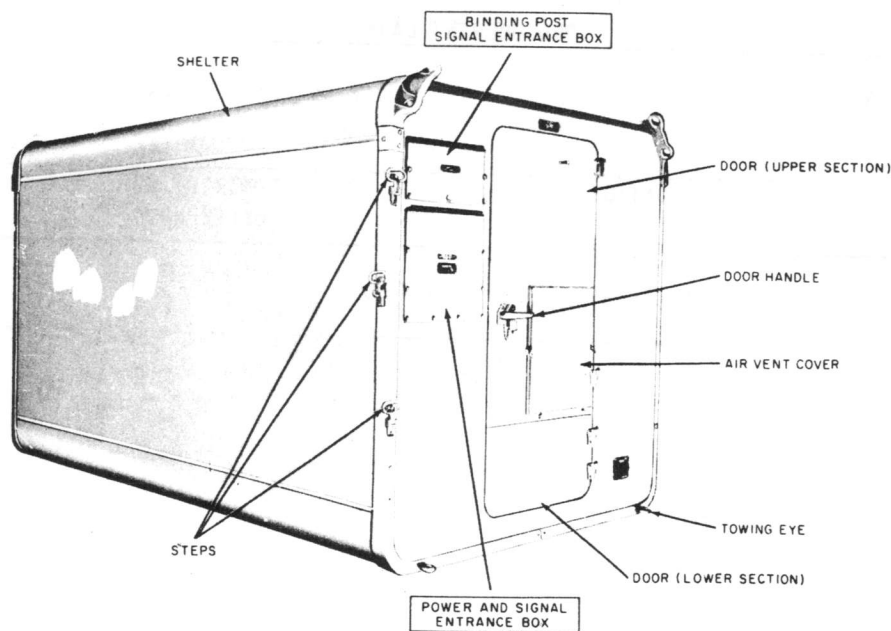 BINDING POST
SIGNAL ENTRANCE BOX
SHELTER
DOOR (UPPER SECTION)
DOOR HANDLE
AIR VENT COVER
TOWING EYE
STEPS
DOOR (LOWER SECTION)
POWER AND SIGNAL
ENTRANCE BOX